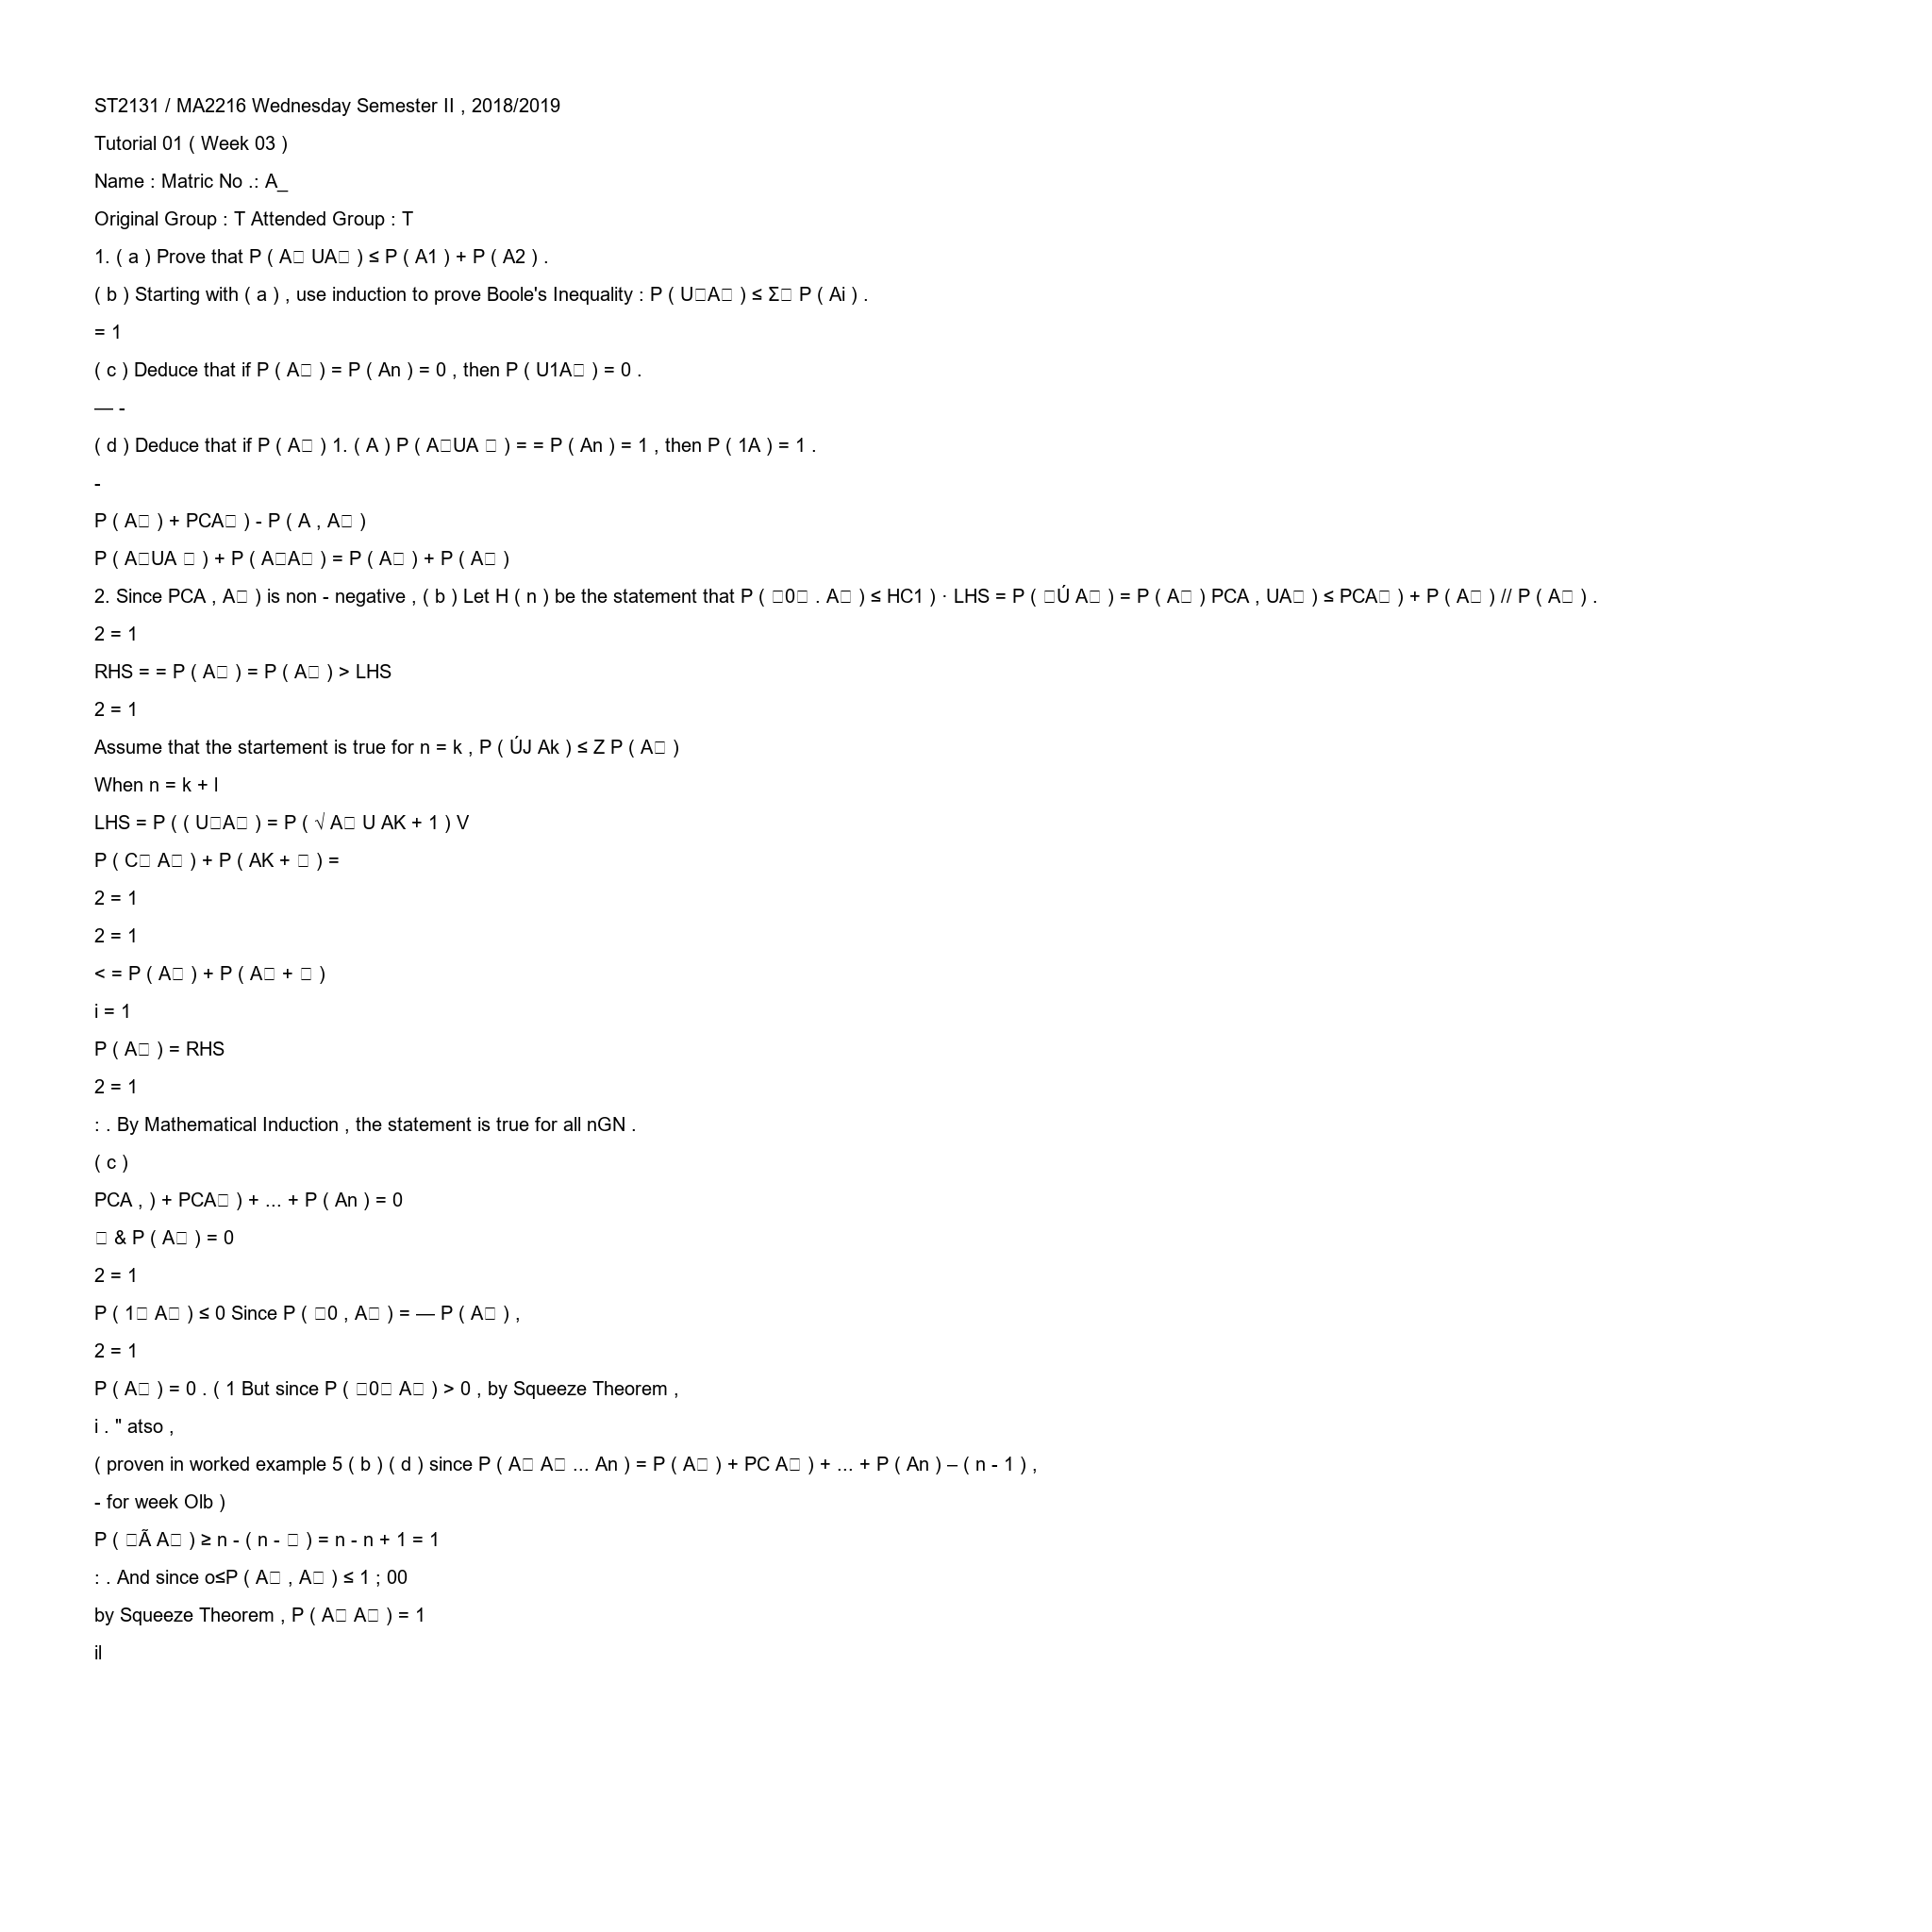 ST2131 / MA2216 Wednesday Semester II , 2018/2019
Tutorial 01 ( Week 03 )
Name : Matric No .: A_
Original Group : T Attended Group : T
1. ( a ) Prove that P ( A□ UA□ ) ≤ P ( A1 ) + P ( A2 ) .
( b ) Starting with ( a ) , use induction to prove Boole's Inequality : P ( U□A□ ) ≤ Σ□ P ( Ai ) .
= 1
( c ) Deduce that if P ( A□ ) = P ( An ) = 0 , then P ( U1A□ ) = 0 .
— -
( d ) Deduce that if P ( A□ ) 1. ( A ) P ( A□UA □ ) = = P ( An ) = 1 , then P ( 1A ) = 1 .
-
P ( A□ ) + PCA□ ) - P ( A , A□ )
P ( A□UA □ ) + P ( A□A□ ) = P ( A□ ) + P ( A□ )
2. Since PCA , A□ ) is non - negative , ( b ) Let H ( n ) be the statement that P ( □0□ . A□ ) ≤ HC1 ) · LHS = P ( □Ú A□ ) = P ( A□ ) PCA , UA□ ) ≤ PCA□ ) + P ( A□ ) // P ( A□ ) .
2 = 1
RHS = = P ( A□ ) = P ( A□ ) > LHS
2 = 1
Assume that the startement is true for n = k , P ( ÚJ Ak ) ≤ Z P ( A□ )
When n = k + I
LHS = P ( ( U□A□ ) = P ( √ A□ U AK + 1 ) V
P ( C□ A□ ) + P ( AK + □ ) =
2 = 1
2 = 1
< = P ( A□ ) + P ( A□ + □ )
i = 1
P ( A□ ) = RHS
2 = 1
: . By Mathematical Induction , the statement is true for all nGN .
( c )
PCA , ) + PCA□ ) + ... + P ( An ) = 0
□ & P ( A□ ) = 0
2 = 1
P ( 1□ A□ ) ≤ 0 Since P ( □0 , A□ ) = — P ( A□ ) ,
2 = 1
P ( A□ ) = 0 . ( 1 But since P ( □0□ A□ ) > 0 , by Squeeze Theorem ,
i . " atso ,
( proven in worked example 5 ( b ) ( d ) since P ( A□ A□ ... An ) = P ( A□ ) + PC A□ ) + ... + P ( An ) – ( n - 1 ) ,
- for week Olb )
P ( □Ã A□ ) ≥ n - ( n - □ ) = n - n + 1 = 1
: . And since o≤P ( A□ , A□ ) ≤ 1 ; 00
by Squeeze Theorem , P ( A□ A□ ) = 1
il